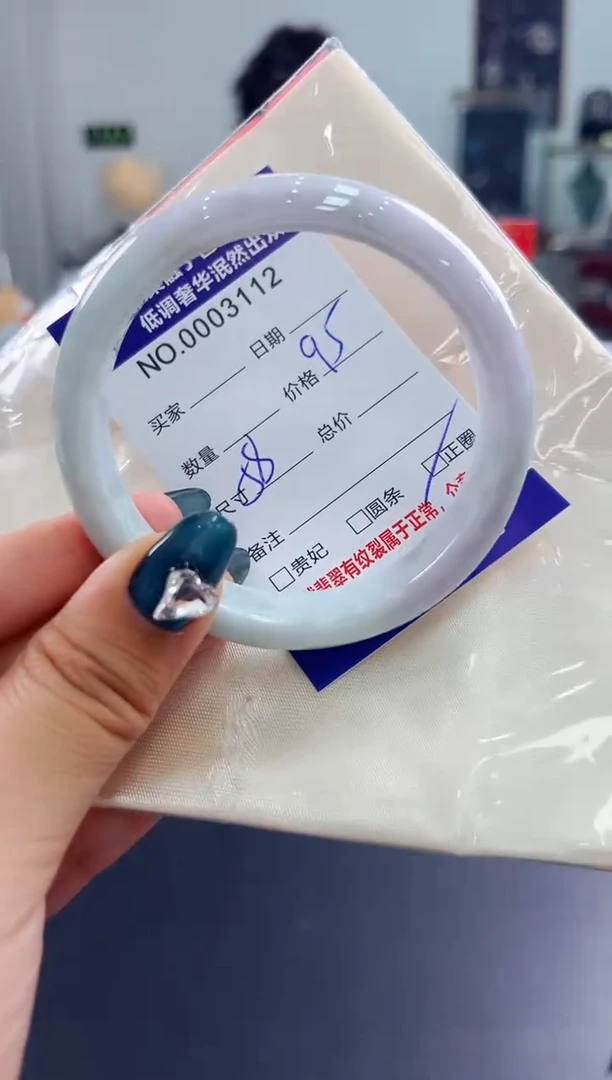 低调奢华泯然出众
NO.0003112
买家 日期
数量 价格 95
尺寸 58 总价
备注
贵妃 圆条 正圈
翡翠有纹裂属于正常，